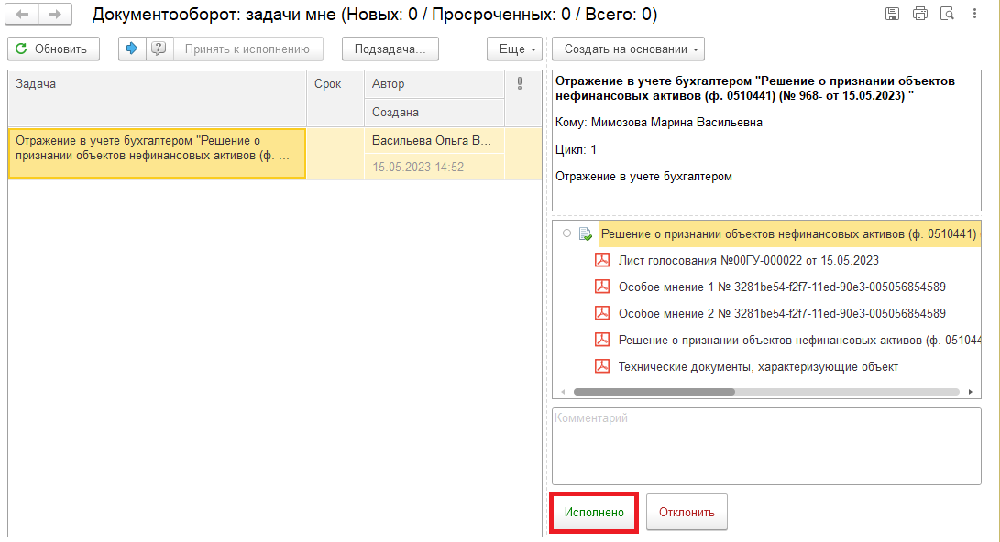 Документооборот: задачи мне (Новых: 0 / Просроченных: 0 / Всего: 0)
Обновить
Принять к исполнению
Подзадача...
Еще
Создать на основании
Задача
Срок
Автор
Создана
Отражение в учете бухгалтером "Решение о
признании объектов нефинансовых активов (ф. ...
Васильева Ольга В...
15.05.2023 14:52
Отражение в учете бухгалтером "Решение о признании объектов
нефинансовых активов (ф. 0510441) (№ 968- от 15.05.2023) "
Кому: Мимозова Марина Васильевна
Цикл: 1
Отражение в учете бухгалтером
Решение о признании объектов нефинансовых активов (ф. 0510441)
Лист голосования №00ГУ-000022 от 15.05.2023
Особое мнение 1 № 3281be54-f2f7-11ed-90e3-005056854589
Особое мнение 2 № 3281be54-f2f7-11ed-90e3-005056854589
Решение о признании объектов нефинансовых активов (ф. 05104
Технические документы, характеризующие объект
Комментарий
Исполнено
Отклонить